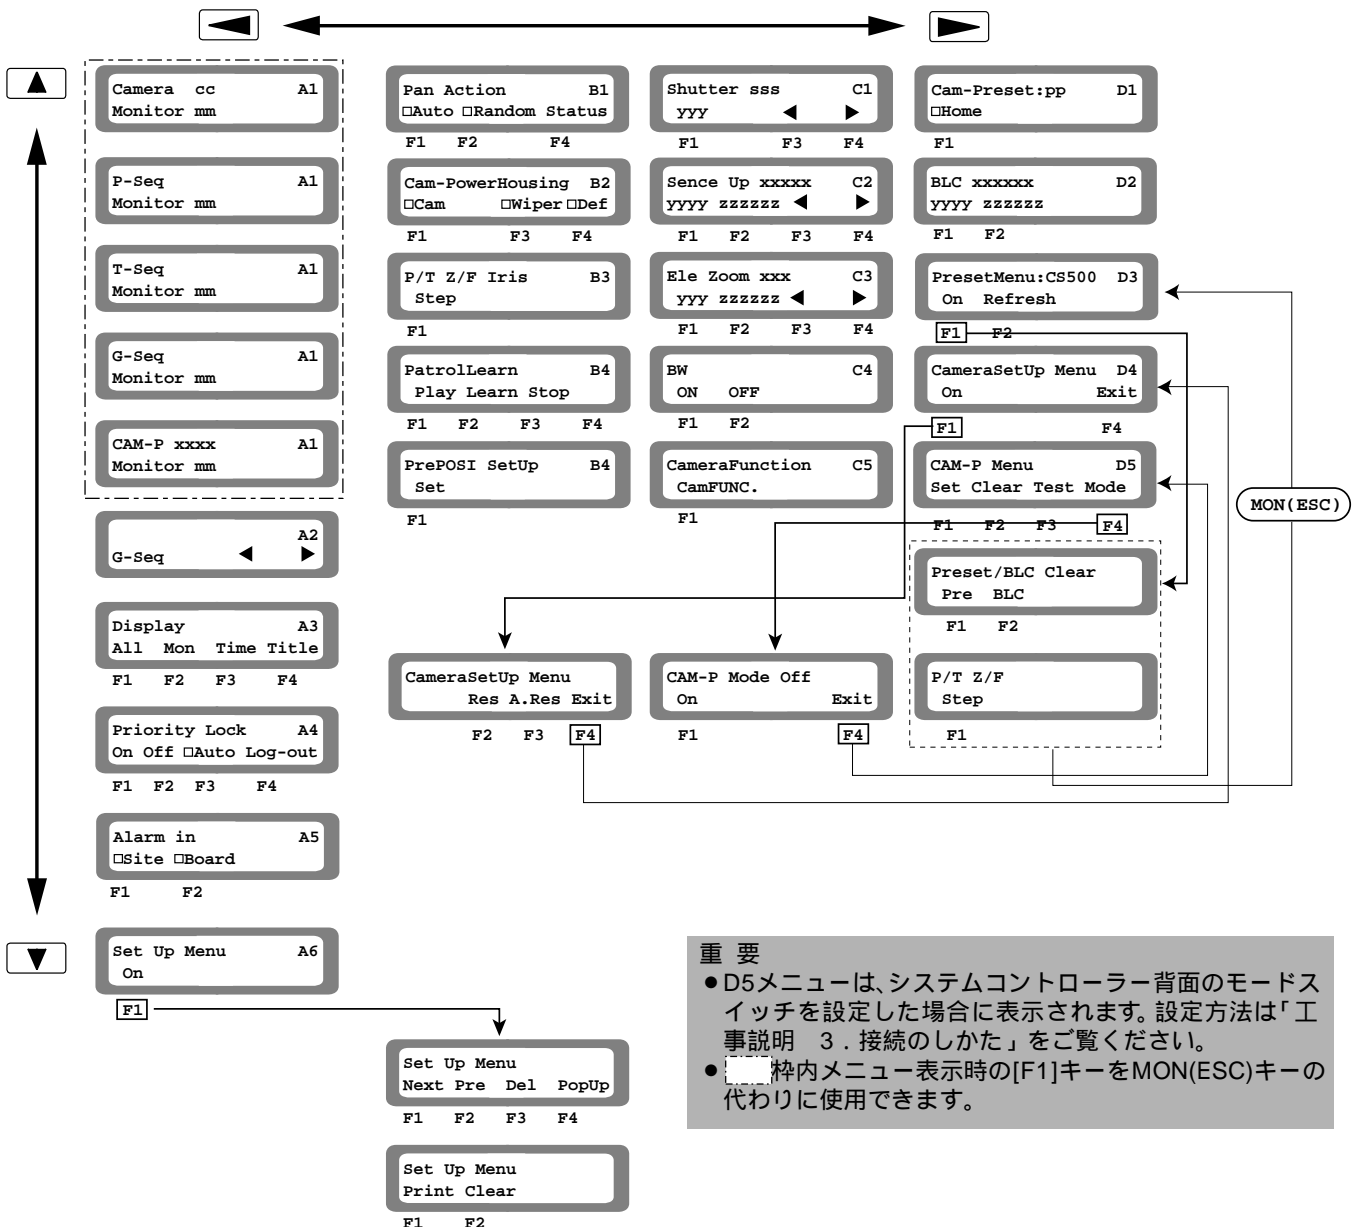 Camera cc A1
Monitor mm
P-Seq A1
Monitor mm
T-Seq A1
Monitor mm
G-Seq A1
Monitor mm
CAM-P xxxx A1
Monitor mm
A2
G-Seq ◀ ▶
Display A3
All Mon Time Title
F1 F2 F3 F4
Priority Lock A4
On Off □Auto Log-out
F1 F2 F3 F4
Alarm in A5
□Site □Board
F1 F2
Set Up Menu A6
On
F1
Pan Action B1
□Auto □Random Status
F1 F2 F4
Cam-PowerHousing B2
□Cam □Wiper □Def
F1 F3 F4
P/T Z/F Iris B3
Step
F1
PatrolLearn B4
Play Learn Stop
F1 F2 F3 F4
PrePOSI SetUp B4
Set
F1
CameraSetUp Menu
Res A.Res Exit
F2 F3 F4
Set Up Menu
Next Pre Del PopUp
F1 F2 F3 F4
Set Up Menu
Print Clear
F1 F2
Shutter sss C1
yyy ◀ ▶
F1 F3 F4
Sence Up xxxxx C2
yyyy zzzzzz ◀ ▶
F1 F2 F3 F4
Ele Zoom xxx C3
yyy zzzzzz ◀ ▶
F1 F2 F3 F4
BW C4
ON OFF
F1 F2
CameraFunction C5
CamFUNC.
F1
CAM-P Mode Off
On Exit
F1 F4
Cam-Preset:pp D1
□Home
F1
BLC xxxxxx D2
yyyy zzzzzz
F1 F2
PresetMenu:CS500 D3
On Refresh
F1 F2
CameraSetUp Menu D4
On Exit
F1 F4
CAM-P Menu D5
Set Clear Test Mode
F1 F2 F3 F4
Preset/BLC Clear
Pre BLC
F1 F2
P/T Z/F
Step
F1
MON(ESC)
重 要
●D5メニューは、システムコントローラー背面のモードス
イッチを設定した場合に表示されます。設定方法は「工
事説明　3．接続のしかた」をご覧ください。
● 枠内メニュー表示時の[F1]キーをMON(ESC)キーの
代わりに使用できます。